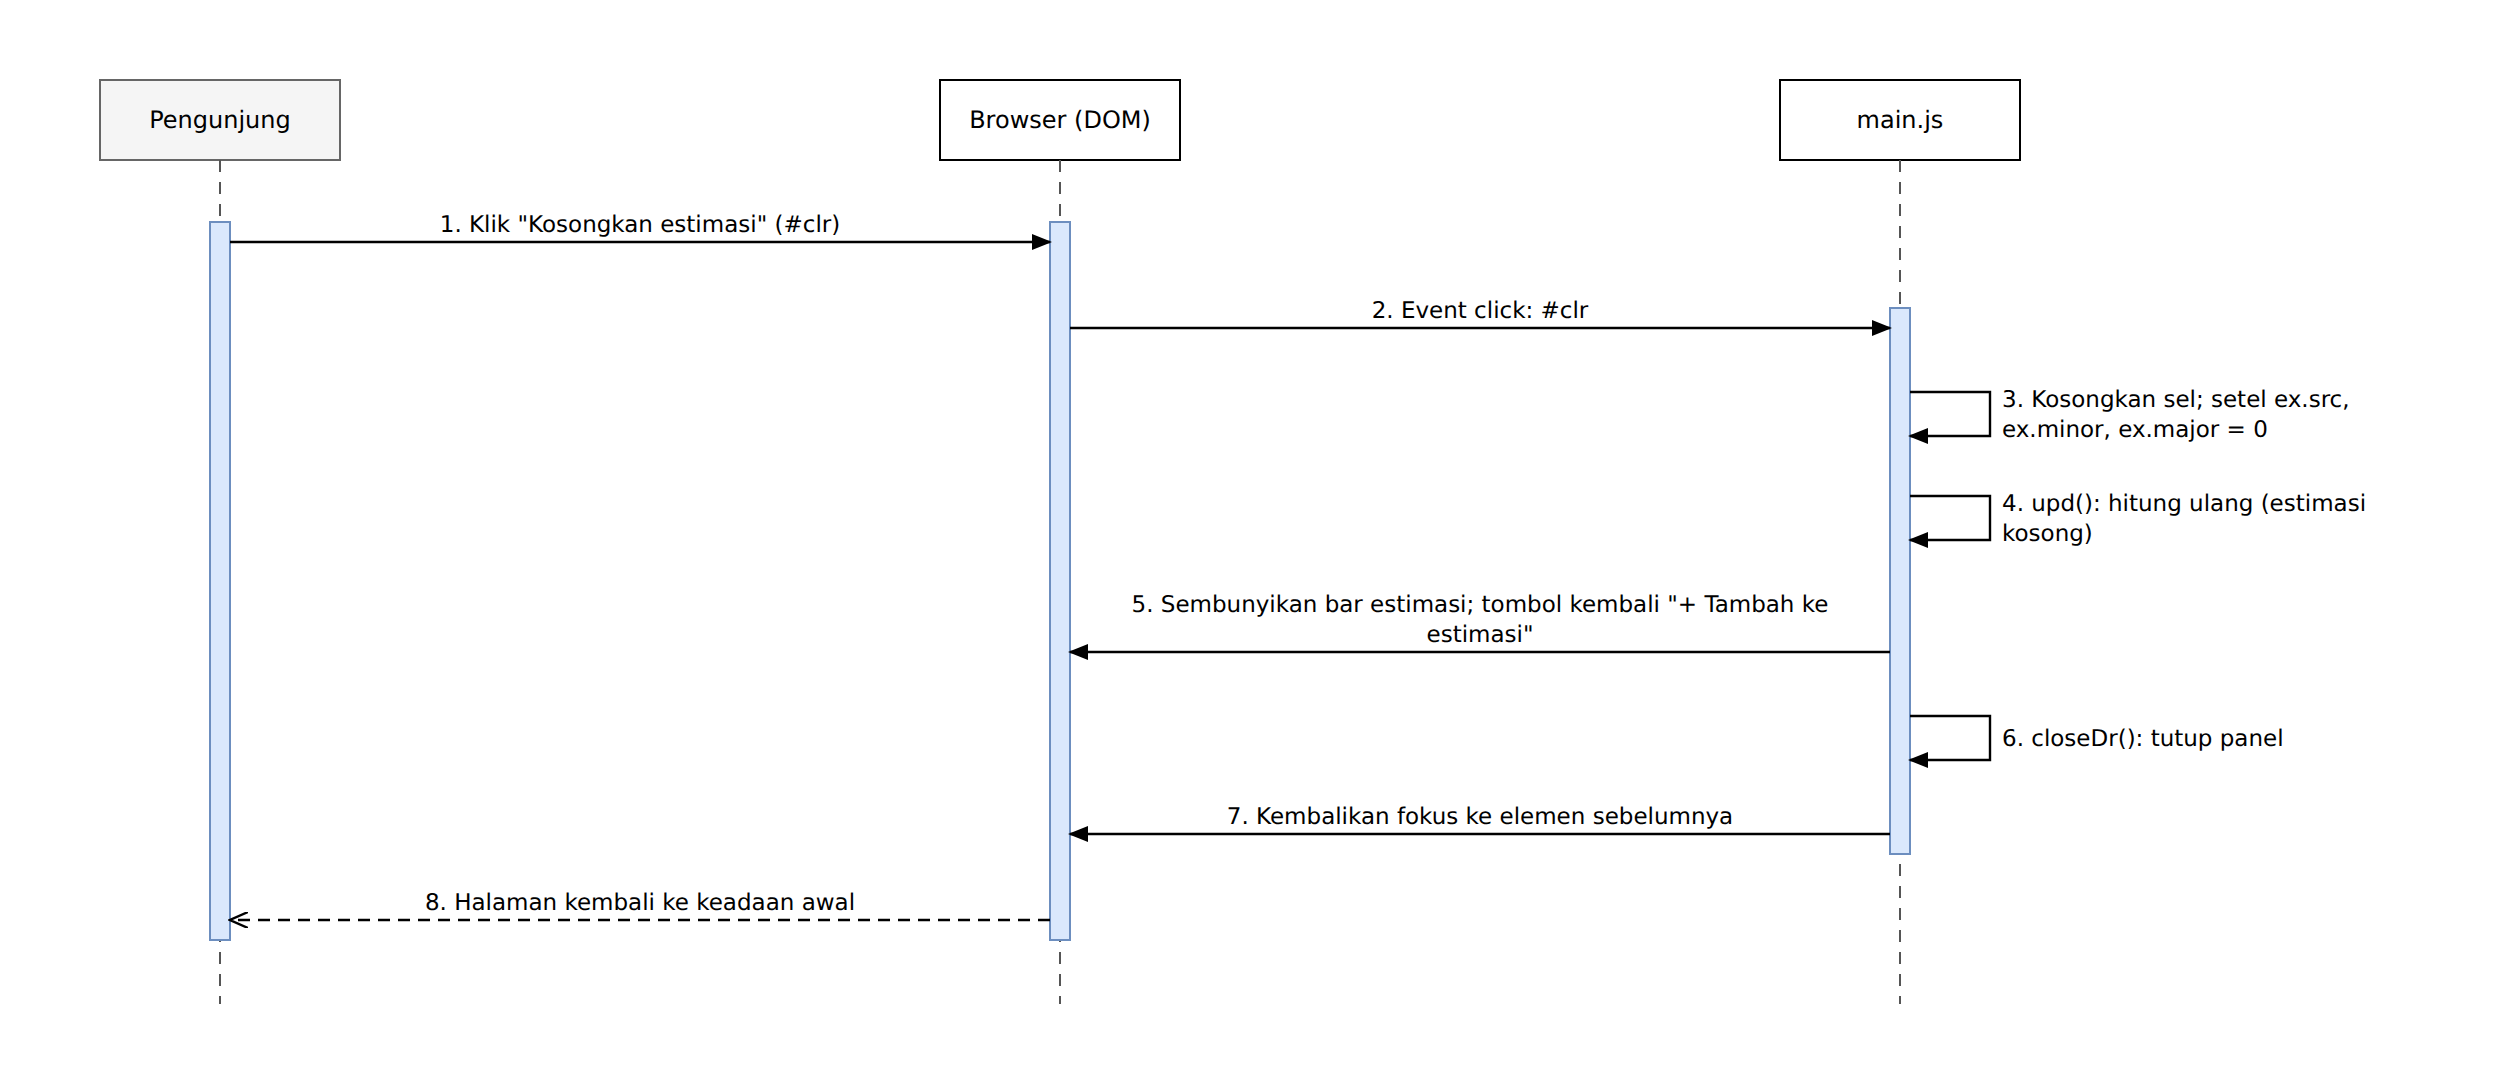 Pengunjung
Browser (DOM)
main.js
1. Klik "Kosongkan estimasi" (#clr)
2. Event click: #clr
3. Kosongkan sel; setel ex.src,
ex.minor, ex.major = 0
4. upd(): hitung ulang (estimasi
kosong)
5. Sembunyikan bar estimasi; tombol kembali "+ Tambah ke
estimasi"
6. closeDr(): tutup panel
7. Kembalikan fokus ke elemen sebelumnya
8. Halaman kembali ke keadaan awal